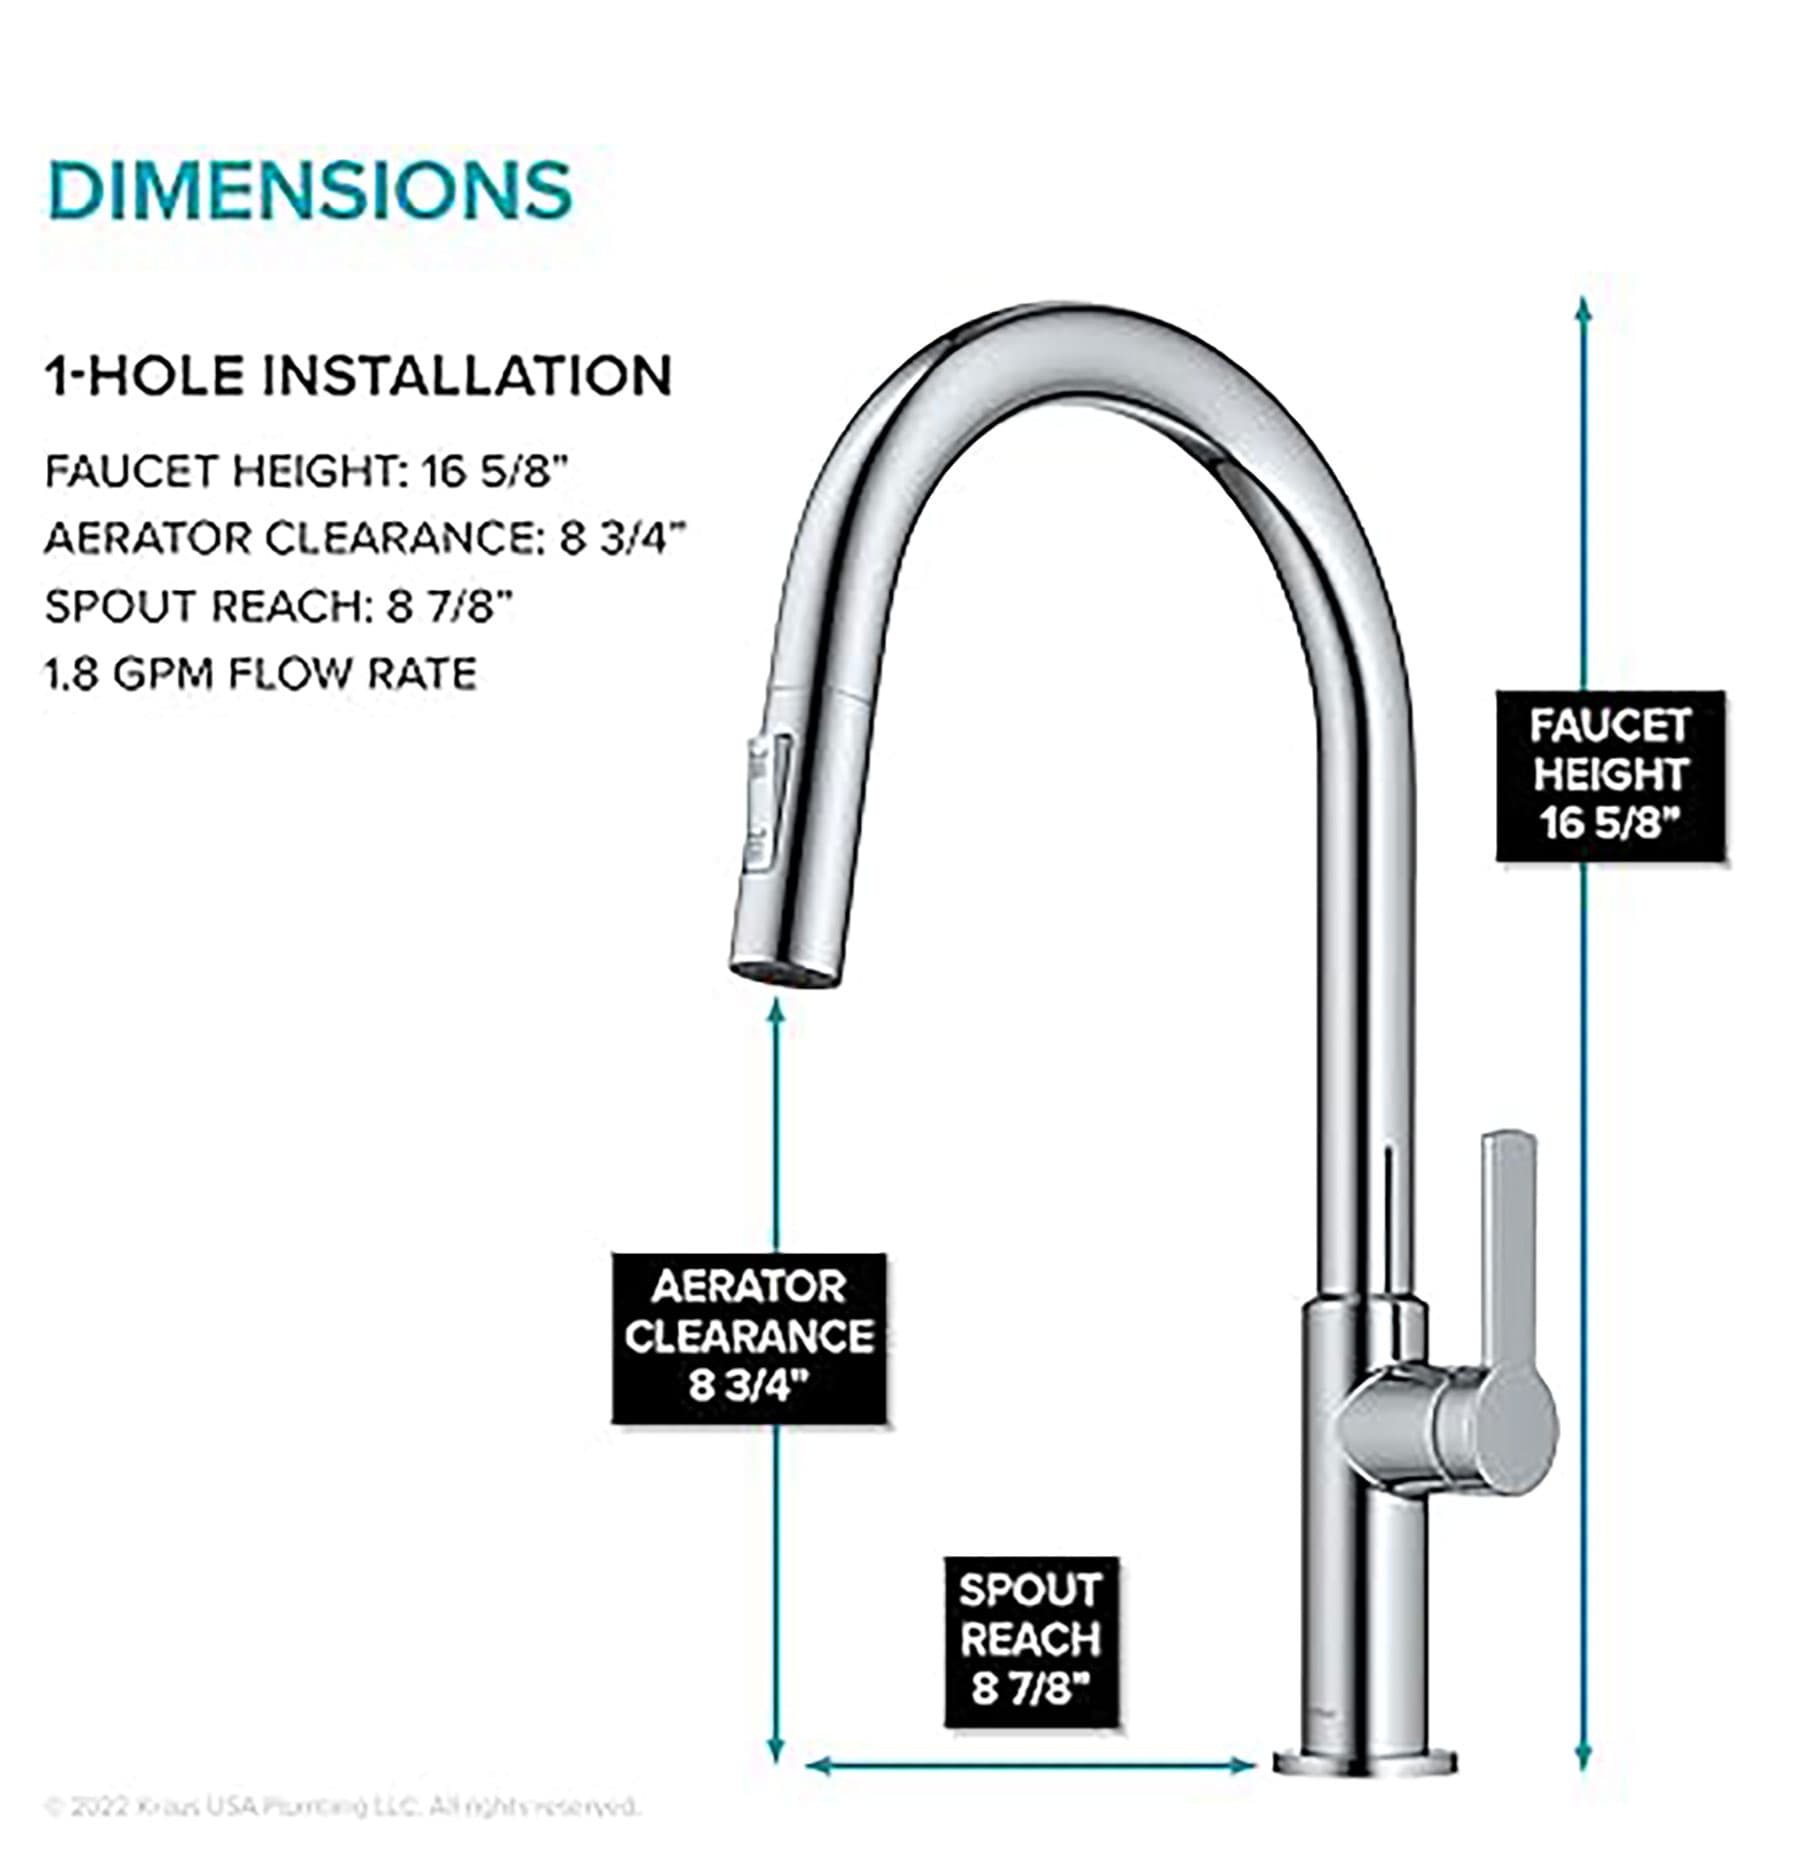 DIMENSIONS
1-HOLE INSTALLATION
FAUCET HEIGHT: 16 5/8"
AERATOR CLEARANCE: 8 3/4"
SPOUT REACH: 8 7/8"
1.8 GPM FLOW RATE
FAUCET
HEIGHT
16 5/8"
AERATOR
CLEARANCE
8 3/4"
SPOUT
REACH
8 7/8"
© 2022 Kraus USA Plumbing LLC. All rights reserved.